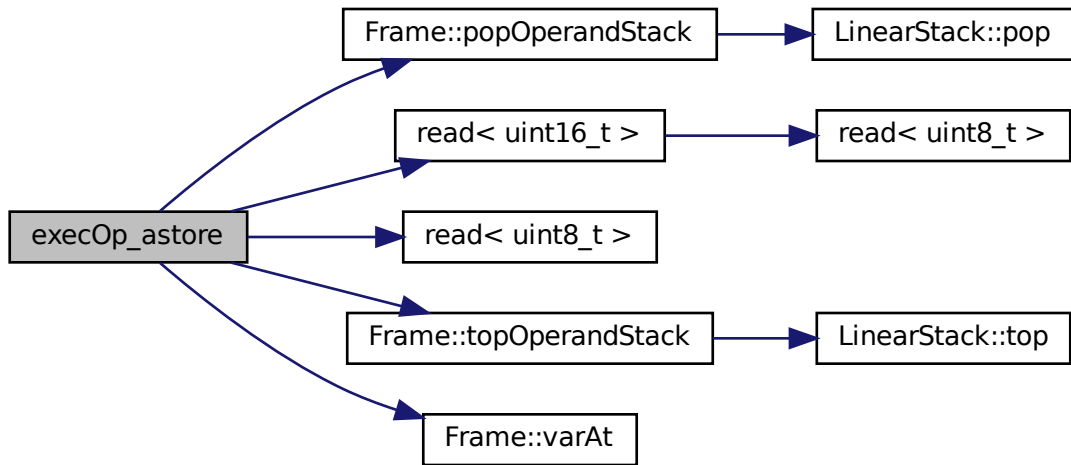 Frame::popOperandStack
LinearStack::pop
read< uint16_t >
read< uint8_t >
execOp_astore
read< uint8_t >
Frame::topOperandStack
LinearStack::top
Frame::varAt